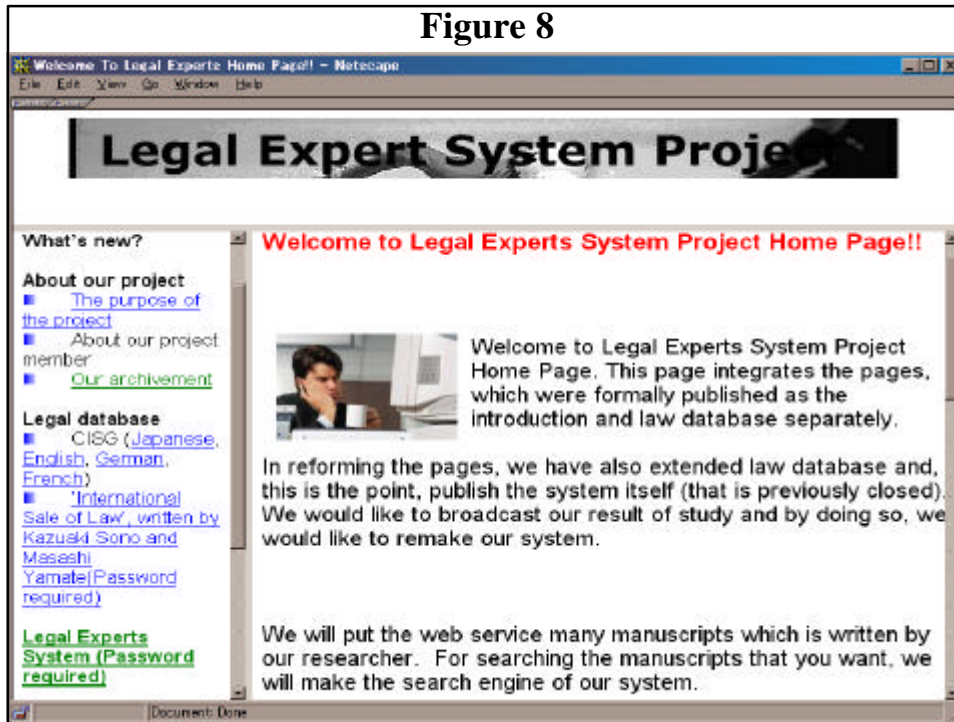 Figure 8
Welcome To Legal Experts Home Page!! - Netscape
File Edit View Go Window Help
Legal Expert System Project
What's new?
About our project
The purpose of
the project
About our project
member
Our archivement
Legal database
CISG (Japanese,
English, German,
French)
'International
Sale of Law', written by
Kazuaki Sono and
Masashi
Yamate(Password
required)
Legal Experts
System (Password
required)
Welcome to Legal Experts System Project Home Page!!
Welcome to Legal Experts System Project
Home Page. This page integrates the pages,
which were formally published as the
introduction and law database separately.
In reforming the pages, we have also extended law database and,
this is the point, publish the system itself (that is previously closed).
We would like to broadcast our result of study and by doing so, we
would like to remake our system.
We will put the web service many manuscripts which is written by
our researcher. For searching the manuscripts that you want, we
will make the search engine of our system.
Document: Done